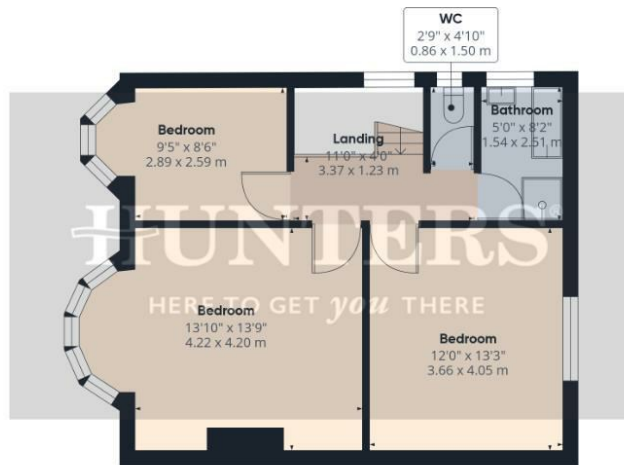 WC
2'9" x 4'10"
0.86 x 1.50 m
Bedroom
9'5" x 8'6"
2.89 x 2.59 m
Landing
11'0" x 4'0"
3.37 x 1.23 m
Bathroom
5'0" x 8'2"
1.54 x 2.51 m
HUNTERS
HERE TO GET you THERE
Bedroom
13'10" x 13'9"
4.22 x 4.20 m
Bedroom
12'0" x 13'3"
3.66 x 4.05 m